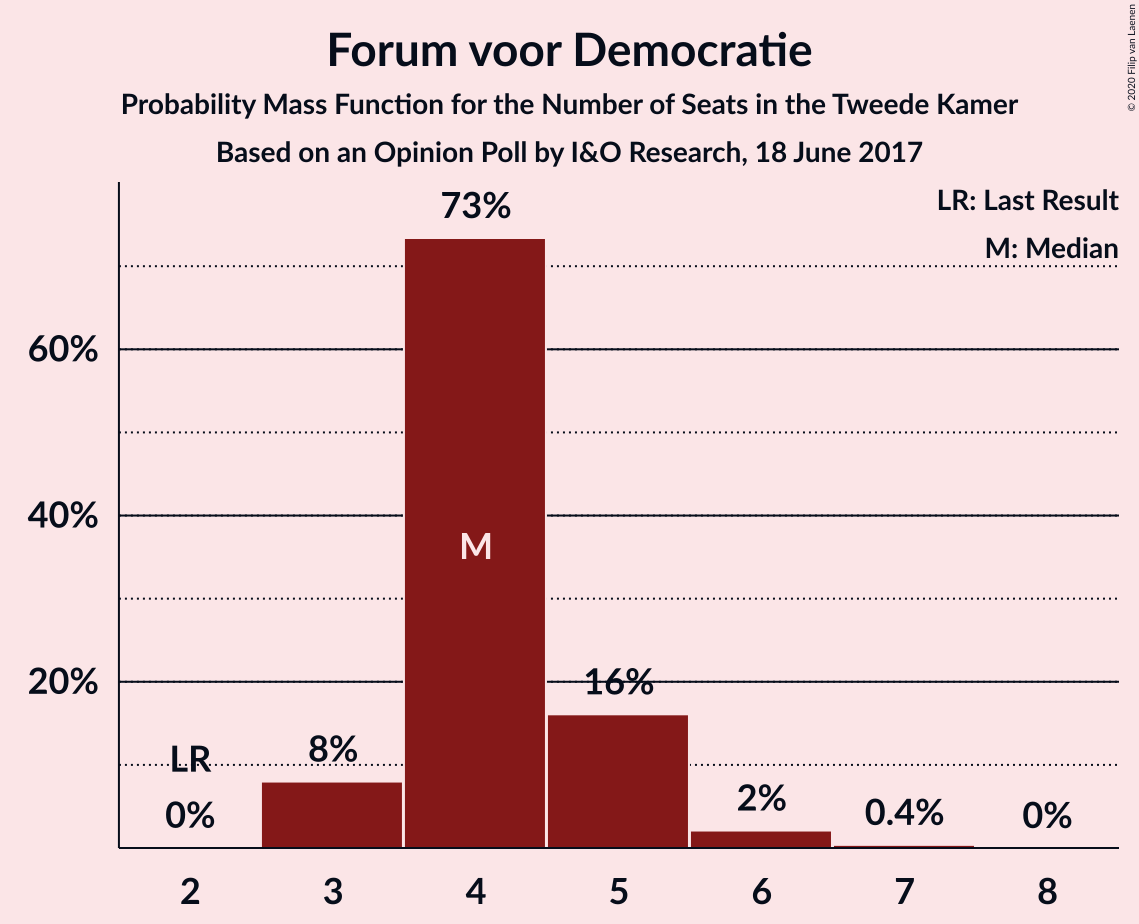 Forum voor Democratie
Probability Mass Function for the Number of Seats in the Tweede Kamer
Based on an Opinion Poll by I&O Research, 18 June 2017
© 2020 Filip van Laenen
LR: Last Result
M: Median
73%
60%
40%
M
20%
16%
LR
8%
0%
2%
0.4%
0%
2 3 4 5 6 7 8